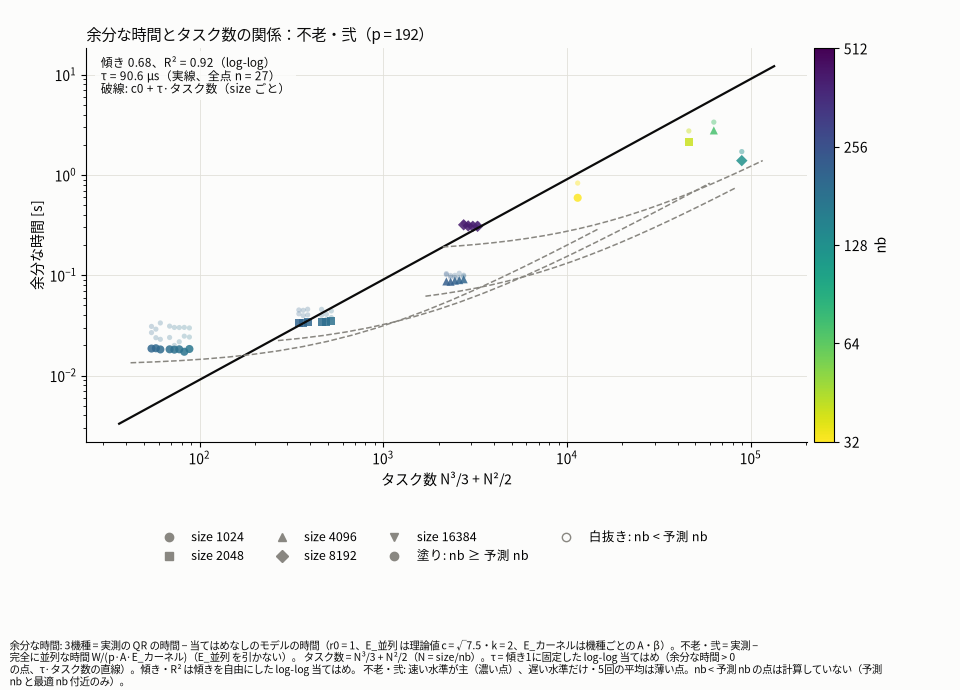 余分な時間とタスク数の関係：不老・弐（p = 192）
傾き 0.68、R² = 0.92（log-log）
τ = 90.6 µs（実線、全点 n = 27）
破線: c0 + τ·タスク数（size ごと）
余分な時間 [s]
10¹
10⁰
10⁻¹
10⁻²
10²
10³
10⁴
10⁵
タスク数 N³/3 + N²/2
512
256
128
64
32
nb
size 1024
size 2048
size 4096
size 8192
size 16384
塗り: nb ≥ 予測 nb
白抜き: nb < 予測 nb
余分な時間: 3機種 = 実測の QR の時間 − 当てはめなしのモデルの時間（r0 = 1、E_並列 は理論値 c = √7.5・k = 2、E_カーネルは機種ごとの A・β）。不老・弐: 実測 −
完全に並列な時間 W/(p·A·E_カーネル)（E_並列 を引かない）。 タスク数 = N³/3 + N²/2（N = size/nb）。τ = 傾き1に固定した log-log 当てはめ（余分な時間 > 0
の点、τ·タスク数の直線）。傾き・R² は傾きを自由にした log-log 当てはめ。 不老・弐: 速い水準が主（濃い点）、遅い水準だけ・5回の平均は薄い点。nb < 予測 nb の点は計算していない（予測
nb と最適 nb 付近のみ）。